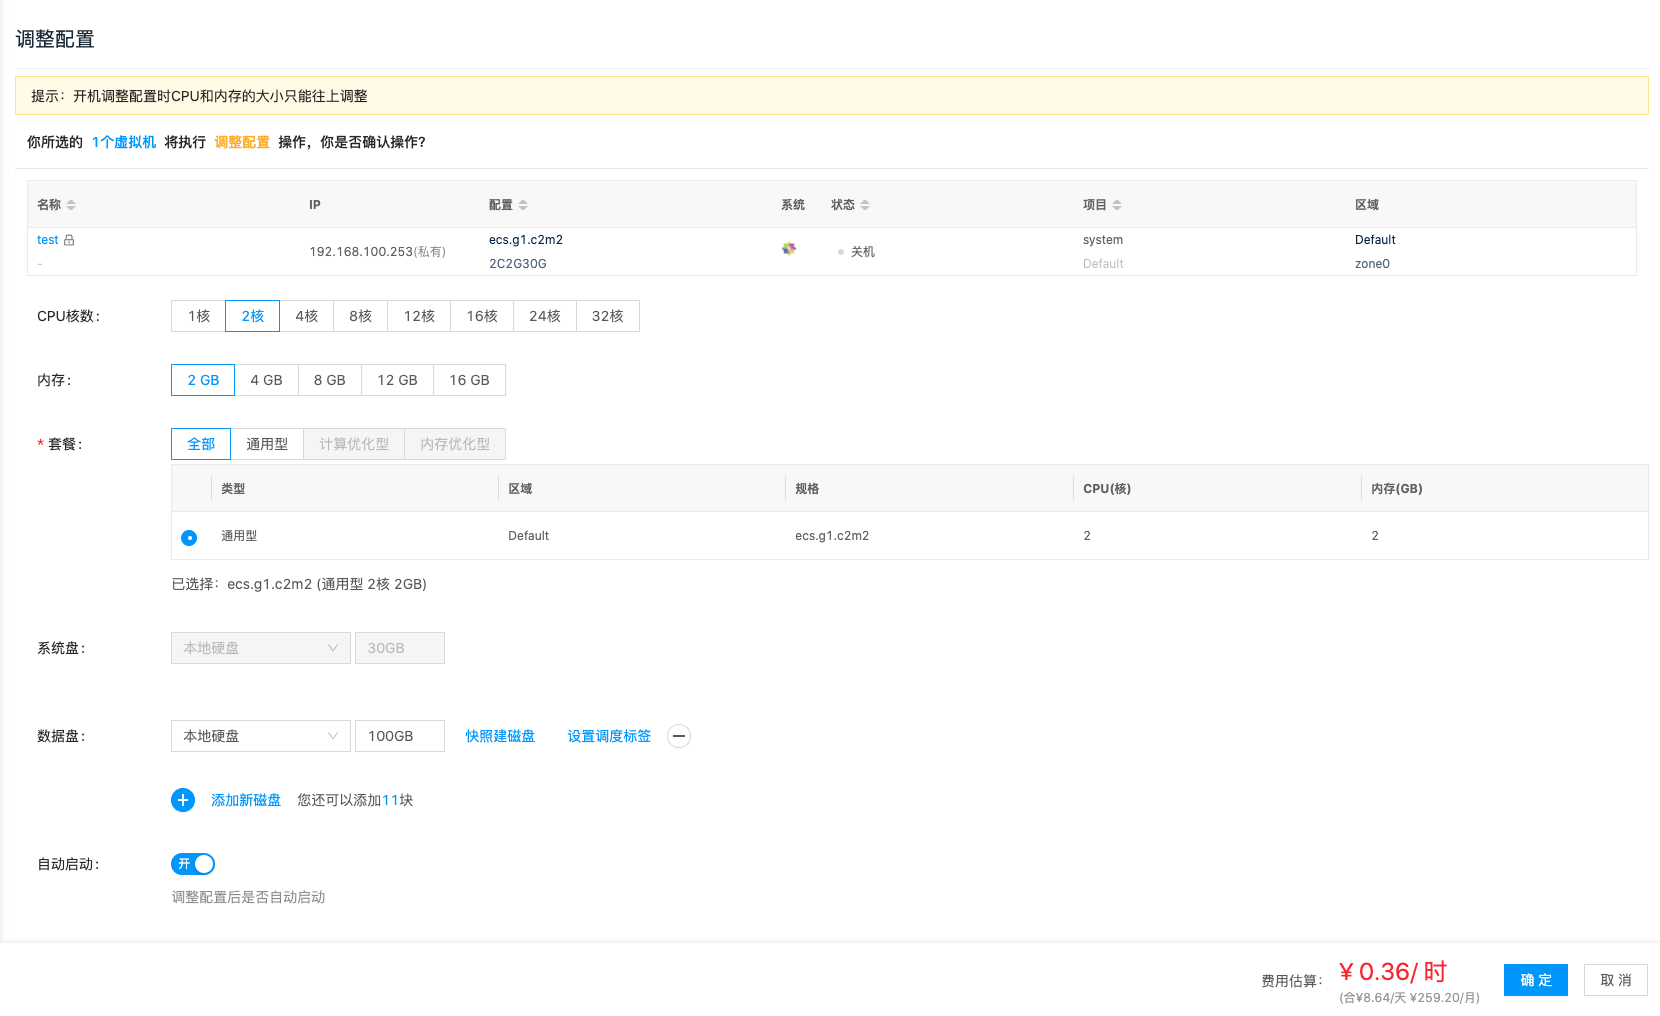 调整配置
提示：开机调整配置时CPU和内存的大小只能往上调整
你所选的 1个虚拟机 将执行 调整配置 操作，你是否确认操作?
名称 IP 配置 系统 状态 项目 区域
test 192.168.100.253(私有) ecs.g1.c2m2 关机 system Default
- 2C2G30G Default zone0
CPU核数： 1核 2核 4核 8核 12核 16核 24核 32核
内存： 2 GB 4 GB 8 GB 12 GB 16 GB
* 套餐： 全部 通用型 计算优化型 内存优化型
类型 区域 规格 CPU(核) 内存(GB)
通用型 Default ecs.g1.c2m2 2 2
已选择：ecs.g1.c2m2 (通用型 2核 2GB)
系统盘： 本地硬盘 30GB
数据盘： 本地硬盘 100GB 快照建磁盘 设置调度标签
添加新磁盘 您还可以添加11块
自动启动： 开
调整配置后是否自动启动
费用估算： ¥ 0.36/ 时 确 定 取 消
(合¥8.64/天 ¥259.20/月)